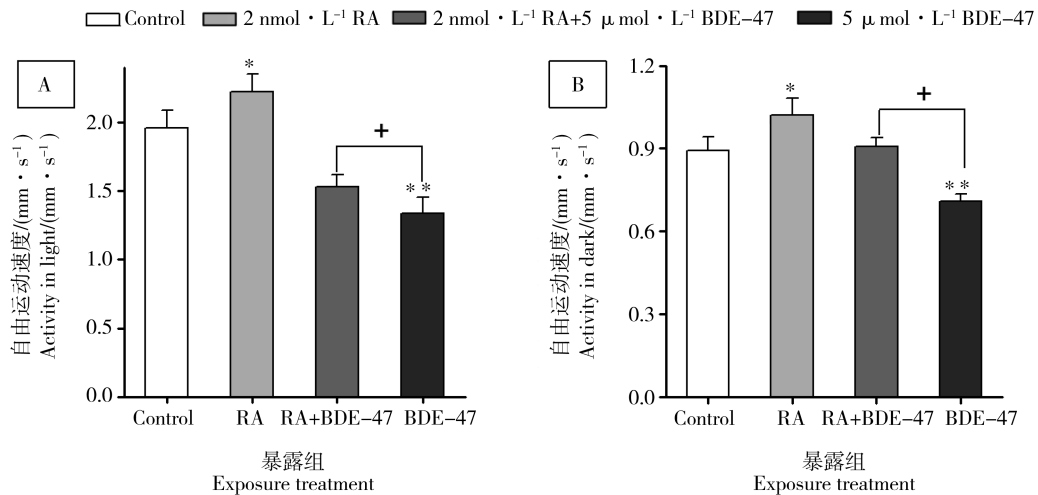 Control 2 nmol·L⁻¹ RA 2 nmol·L⁻¹ RA+5 μmol·L⁻¹ BDE-47 5 μmol·L⁻¹ BDE-47
A
自由运动速度/(mm·s⁻¹)
Activity in light/(mm·s⁻¹)
2.0
1.5
1.0
0.5
0.0
*
+
**
Control RA RA+BDE-47 BDE-47
暴露组
Exposure treatment
B
自由运动速度/(mm·s⁻¹)
Activity in dark/(mm·s⁻¹)
1.2
0.9
0.6
0.3
0.0
*
+
**
Control RA RA+BDE-47 BDE-47
暴露组
Exposure treatment